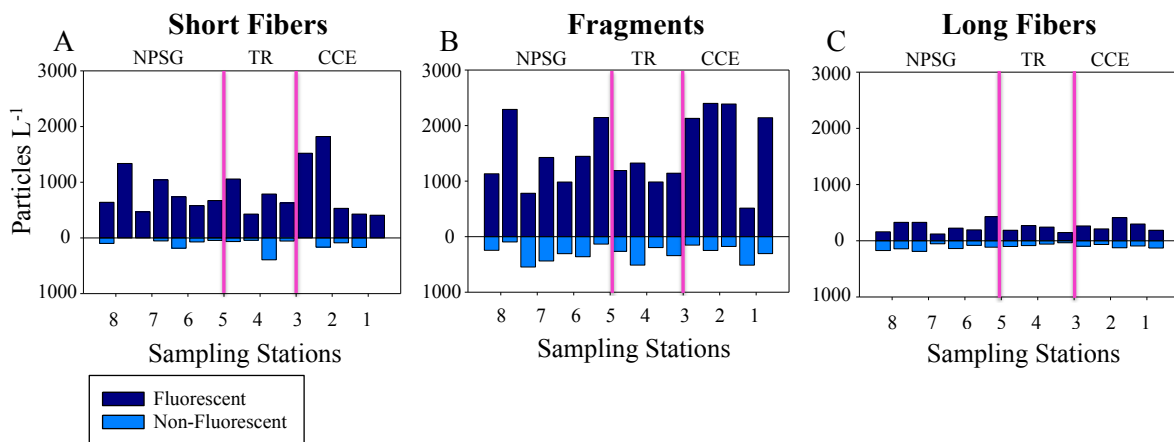 Short Fibers
Fragments
Long Fibers
A
B
C
NPSG TR CCE
NPSG TR CCE
NPSG TR CCE
Particles L-1
3000
2000
1000
0
1000
3000
2000
1000
0
1000
3000
2000
1000
0
1000
8 7 6 5 4 3 2 1
8 7 6 5 4 3 2 1
8 7 6 5 4 3 2 1
Sampling Stations
Sampling Stations
Sampling Stations
Fluorescent
Non-Fluorescent